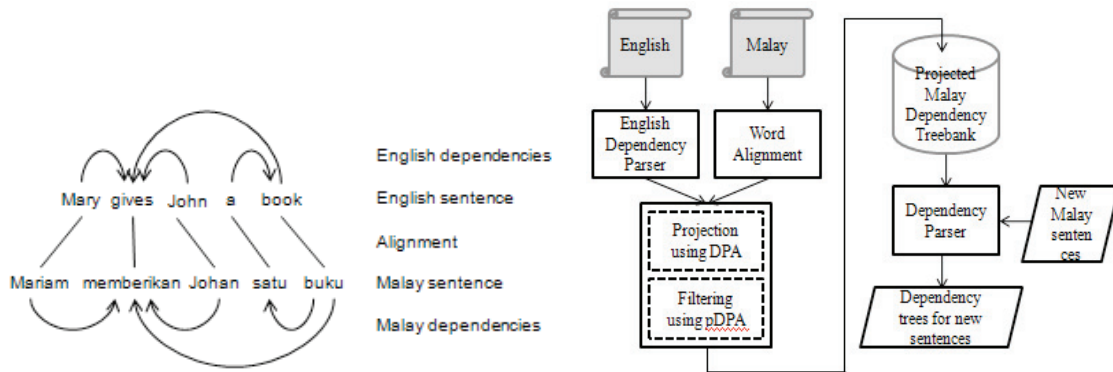 English dependencies
Mary gives John a book
English sentence
Alignment
Mariam memberikan Johan satu buku
Malay sentence
Malay dependencies
English
Malay
English
Dependency
Parser
Word
Alignment
Projection
using DPA
Filtering
using pDPA
Projected
Malay
Dependency
Treebank
Dependency
Parser
New
Malay
senten
ces
Dependency
trees for new
sentences